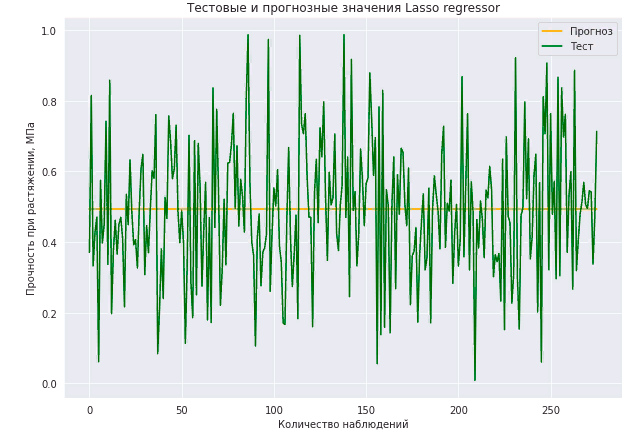 Тестовые и прогнозные значения Lasso regressor
Прогноз
Тест
Прочность при растяжении, МПа
1.0
0.8
0.6
0.4
0.2
0.0
0
50
100
150
200
250
Количество наблюдений